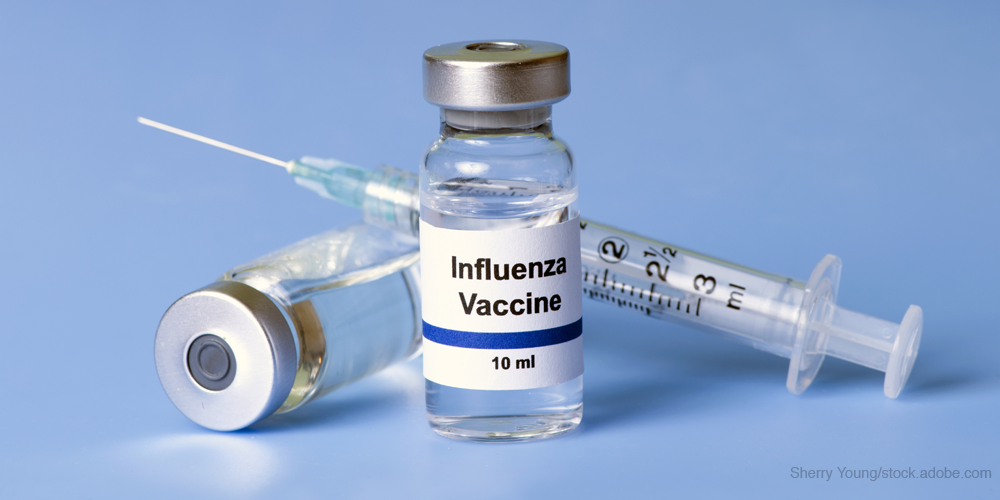 Influenza
Vaccine
10 ml
2
2½
3
ml
Sherry Young/stock.adobe.com